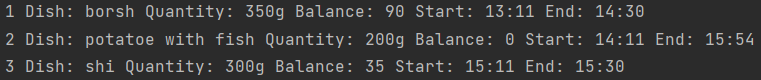 1 Dish: borsh Quantity: 350g Balance: 90 Start: 13:11 End: 14:30
2 Dish: potatoe with fish Quantity: 200g Balance: 0 Start: 14:11 End: 15:54
3 Dish: shi Quantity: 300g Balance: 35 Start: 15:11 End: 15:30